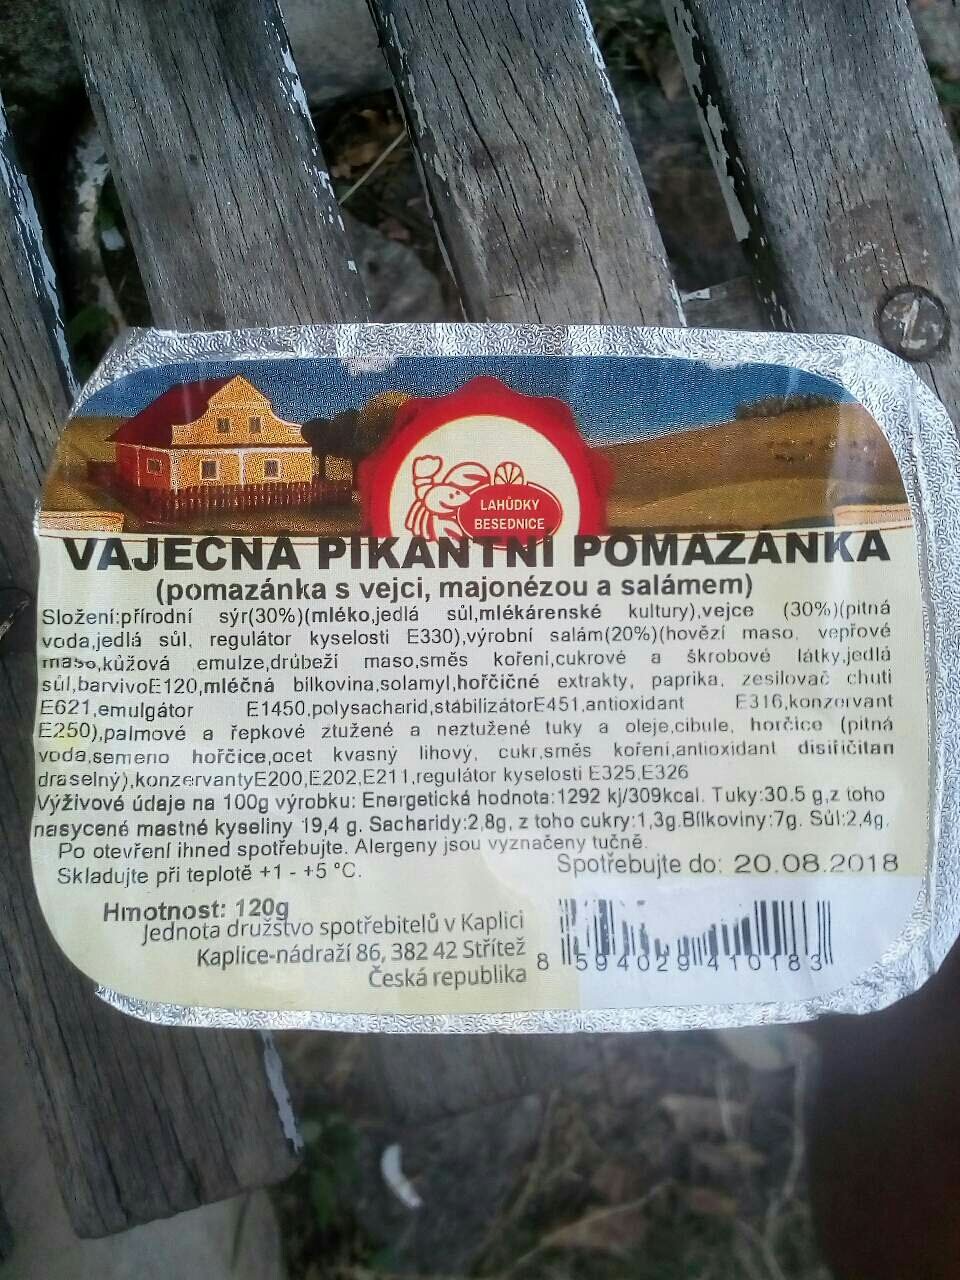 LAHŮDKY
BESEDNICE
VAJEČNÁ PIKANTNÍ POMAZÁNKA
(pomazánka s vejci, majonézou a salámem)
Složení:přírodní sýr(30%)(mléko,jedlá sůl,mlékárenské kultury),vejce (30%)(pitná
voda,jedlá sůl, regulátor kyselosti E330),výrobní salám(20%)(hovězí maso, vepřové
maso,kůžová emulze,drůbeží maso,směs koření,cukrové a škrobové látky,jedlá
sůl,barvivoE120,mléčná bílkovina,solamyl,hořčičné extrakty, paprika, zesilovač chuti
E621,emulgátor E1450,polysacharid,stabilizátorE451,antioxidant E316,konzervant
E250),palmové a řepkové ztužené a neztužené tuky a oleje,cibule, hořčice (pitná
voda,semeno hořčice,ocet kvasný lihový, cukr,směs koření,antioxidant disiřičitan
draselný),konzervantyE200,E202,E211,regulátor kyselosti E325,E326
Výživové údaje na 100g výrobku: Energetická hodnota:1292 kj/309kcal. Tuky:30.5 g,z toho
nasycené mastné kyseliny 19,4 g. Sacharidy:2,8g, z toho cukry:1,3g.Bílkoviny:7g. Sůl:2,4g.
Po otevření ihned spotřebujte. Alergeny jsou vyznačeny tučně.
Spotřebujte do: 20.08.2018
Skladujte při teplotě +1 - +5 °C.
Hmotnost: 120g
Jednota družstvo spotřebitelů v Kaplici
Kaplice-nádraží 86, 382 42 Střítež
Česká republika
8 594029 410183